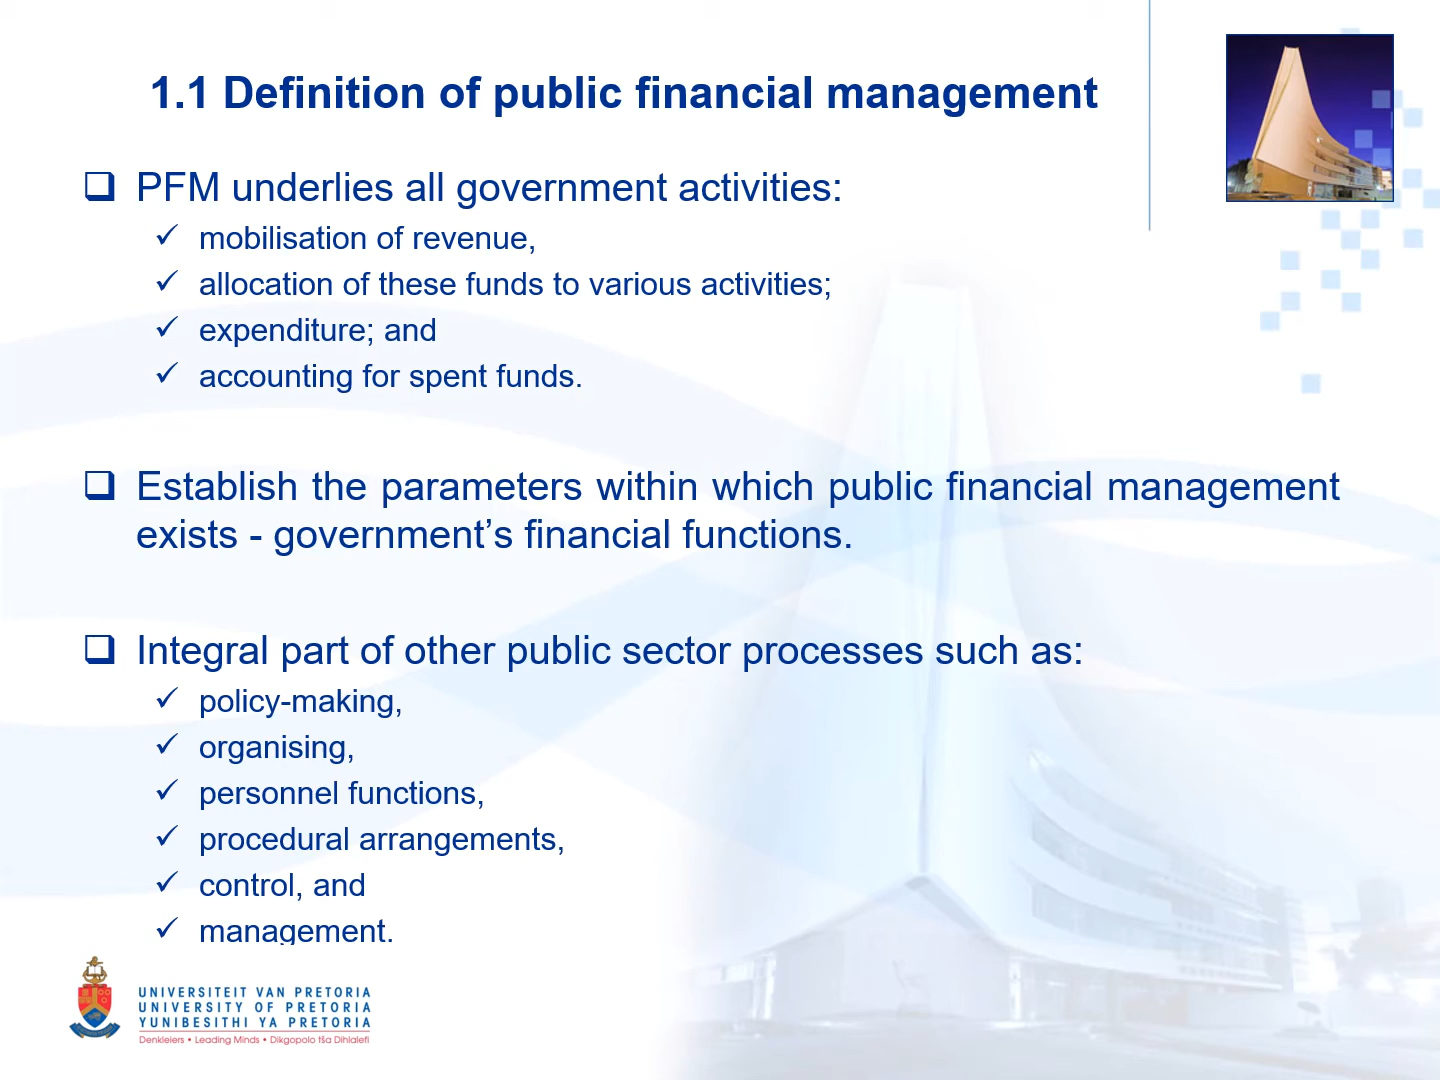 1.1 Definition of public financial management
PFM underlies all government activities:
mobilisation of revenue,
allocation of these funds to various activities;
expenditure; and
accounting for spent funds.
Establish the parameters within which public financial management
exists - government’s financial functions.
Integral part of other public sector processes such as:
policy-making,
organising,
personnel functions,
procedural arrangements,
control, and
management.
UNIVERSITEIT VAN PRETORIA
UNIVERSITY OF PRETORIA
YUNIBESITHI YA PRETORIA
Denkleiers • Leading Minds • Dikgopolo tša Dihlalefi